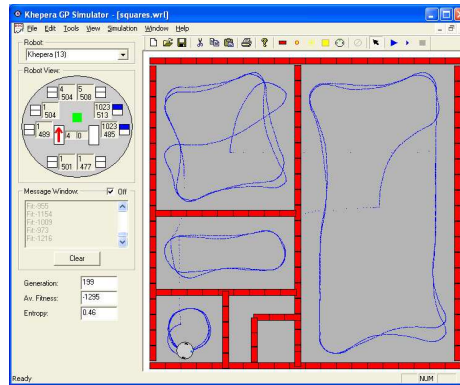 Khepera GP Simulator - [squares.wrl]
File Edit Tools View Simulation Window Help
Robot:
Khepera (13)
Robot View:
4 5
504 508
1 1023
504 513
1 1023
489 4 0 485
1 1
501 477
Message Window: Off
Fit-955
Fit-1154
Fit-1009
Fit-973
Fit-1216
Clear
Generation: 199
Av. Fitness: -1295
Entropy: 0.46
Ready NUM